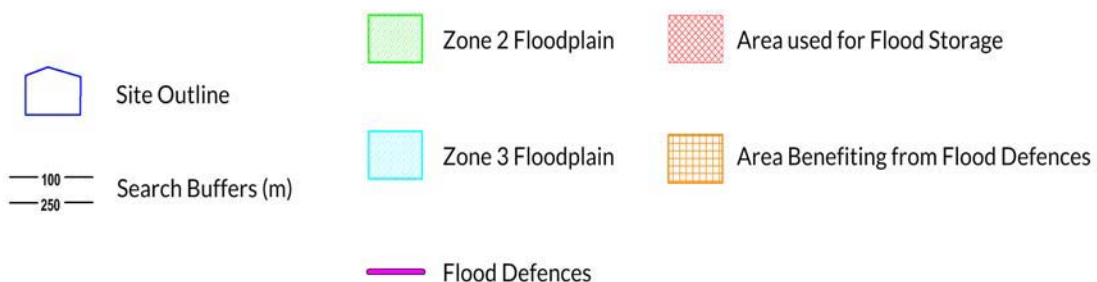 Zone 2 Floodplain
Area used for Flood Storage
Site Outline
Zone 3 Floodplain
Area Benefiting from Flood Defences
100
250
Search Buffers (m)
Flood Defences